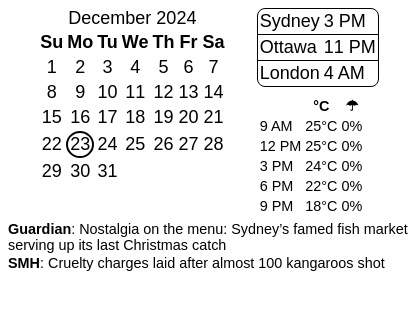 December 2024
Su Mo Tu We Th Fr Sa
1 2 3 4 5 6 7
8 9 10 11 12 13 14
15 16 17 18 19 20 21
22 23 24 25 26 27 28
29 30 31
Sydney 3 PM
Ottawa 11 PM
London 4 AM
°C ☂
9 AM 25°C 0%
12 PM 25°C 0%
3 PM 24°C 0%
6 PM 22°C 0%
9 PM 18°C 0%
Guardian: Nostalgia on the menu: Sydney’s famed fish market
serving up its last Christmas catch
SMH: Cruelty charges laid after almost 100 kangaroos shot